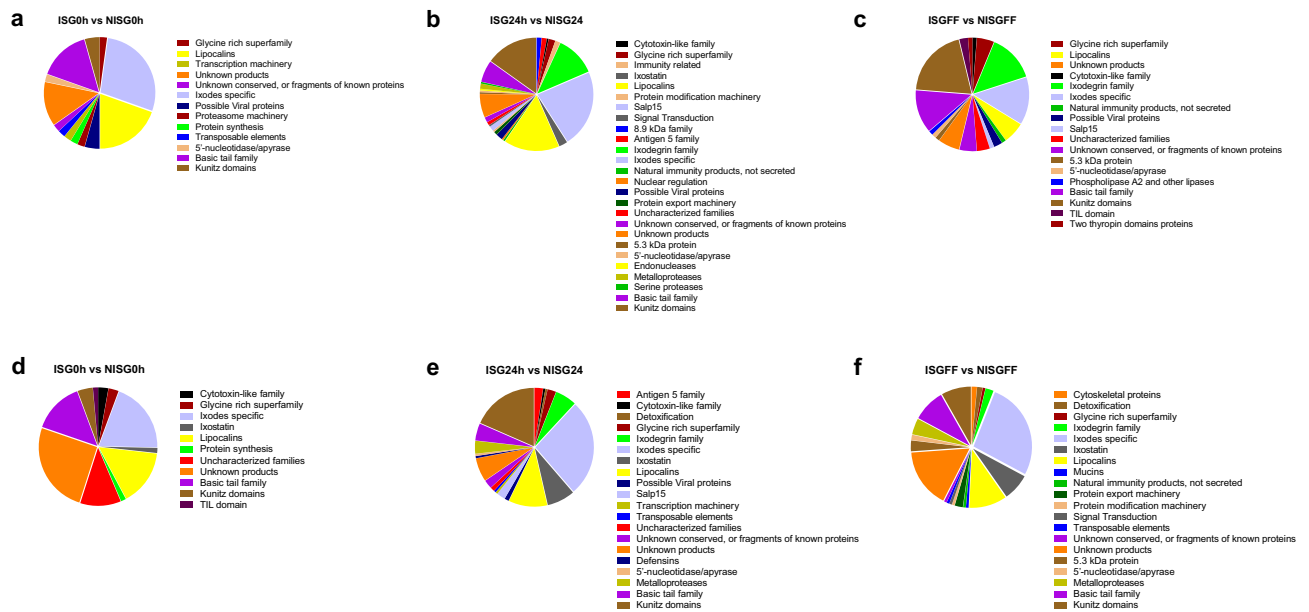 a
ISG0h vs NISG0h
Glycine rich superfamily
Lipocalins
Transcription machinery
Unknown products
Unknown conserved, or fragments of known proteins
Ixodes specific
Possible Viral proteins
Proteasome machinery
Protein synthesis
Transposable elements
5'-nucleotidase/apyrase
Basic tail family
Kunitz domains
b
ISG24h vs NISG24
Cytotoxin-like family
Glycine rich superfamily
Immunity related
Ixostatin
Lipocalins
Protein modification machinery
Salp15
Signal Transduction
8.9 kDa family
Antigen 5 family
Ixodegrin family
Ixodes specific
Natural immunity products, not secreted
Nuclear regulation
Possible Viral proteins
Protein export machinery
Uncharacterized families
Unknown conserved, or fragments of known proteins
Unknown products
5.3 kDa protein
5'-nucleotidase/apyrase
Endonucleases
Metalloproteases
Serine proteases
Basic tail family
Kunitz domains
c
ISGFF vs NISGFF
Glycine rich superfamily
Lipocalins
Unknown products
Cytotoxin-like family
Ixodegrin family
Ixodes specific
Natural immunity products, not secreted
Possible Viral proteins
Salp15
Uncharacterized families
Unknown conserved, or fragments of known proteins
5.3 kDa protein
5'-nucleotidase/apyrase
Phospholipase A2 and other lipases
Basic tail family
Kunitz domains
TIL domain
Two thyropin domains proteins
d
ISG0h vs NISG0h
Cytotoxin-like family
Glycine rich superfamily
Ixodes specific
Ixostatin
Lipocalins
Protein synthesis
Uncharacterized families
Unknown products
Basic tail family
Kunitz domains
TIL domain
e
ISG24h vs NISG24
Antigen 5 family
Cytotoxin-like family
Detoxification
Glycine rich superfamily
Ixodegrin family
Ixodes specific
Ixostatin
Lipocalins
Possible Viral proteins
Salp15
Transcription machinery
Transposable elements
Uncharacterized families
Unknown conserved, or fragments of known proteins
Unknown products
Defensins
5'-nucleotidase/apyrase
Metalloproteases
Basic tail family
Kunitz domains
f
ISGFF vs NISGFF
Cytoskeletal proteins
Detoxification
Glycine rich superfamily
Ixodegrin family
Ixodes specific
Ixostatin
Lipocalins
Mucins
Natural immunity products, not secreted
Protein export machinery
Protein modification machinery
Signal Transduction
Transposable elements
Unknown conserved, or fragments of known proteins
Unknown products
5.3 kDa protein
5'-nucleotidase/apyrase
Metalloproteases
Basic tail family
Kunitz domains